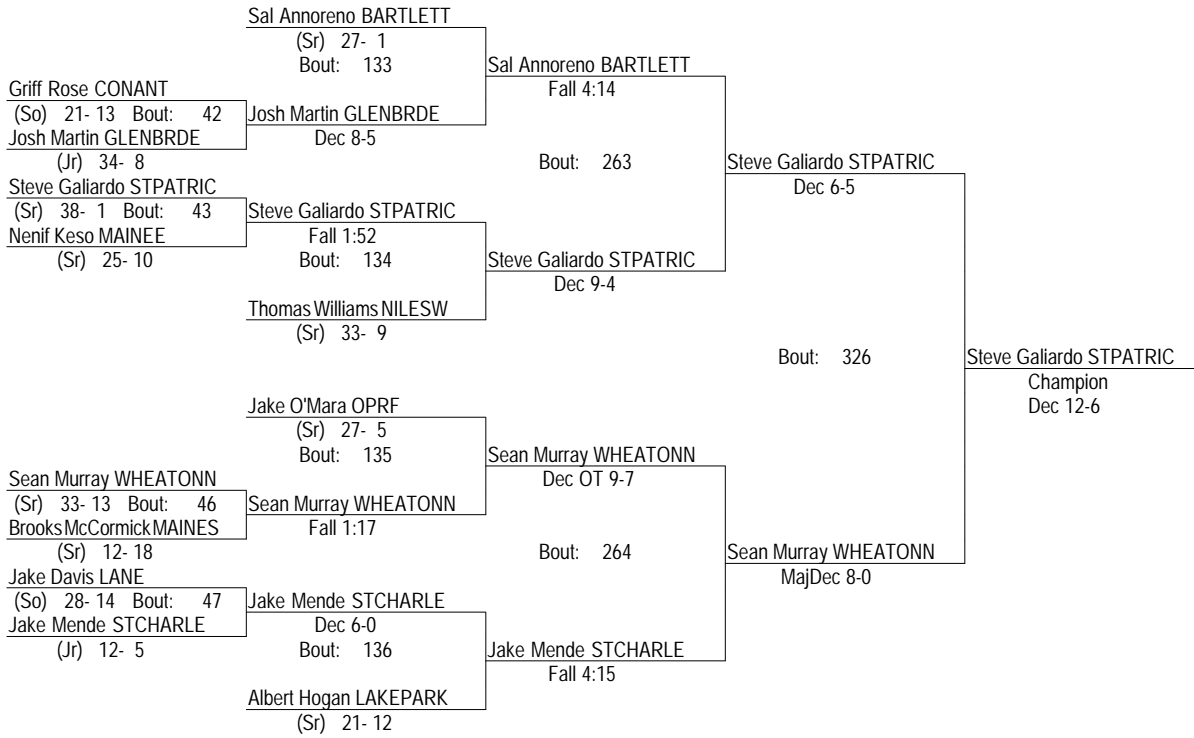 Sal Annoreno BARTLETT
(Sr) 27- 1
Bout: 133
Sal Annoreno BARTLETT
Fall 4:14
Griff Rose CONANT
(So) 21- 13 Bout: 42
Josh Martin GLENBRDE
Dec 8-5
Josh Martin GLENBRDE
(Jr) 34- 8
Bout: 263
Steve Galiardo STPATRIC
Dec 6-5
Steve Galiardo STPATRIC
(Sr) 38- 1 Bout: 43
Steve Galiardo STPATRIC
Fall 1:52
Nenif Keso MAINEE
(Sr) 25- 10
Bout: 134
Steve Galiardo STPATRIC
Dec 9-4
Thomas Williams NILESW
(Sr) 33- 9
Bout: 326
Steve Galiardo STPATRIC
Champion
Dec 12-6
Jake O'Mara OPRF
(Sr) 27- 5
Bout: 135
Sean Murray WHEATONN
Dec OT 9-7
Sean Murray WHEATONN
(Sr) 33- 13 Bout: 46
Sean Murray WHEATONN
Fall 1:17
Brooks McCormick MAINES
(Sr) 12- 18
Bout: 264
Sean Murray WHEATONN
MajDec 8-0
Jake Davis LANE
(So) 28- 14 Bout: 47
Jake Mende STCHARLE
Dec 6-0
Jake Mende STCHARLE
(Jr) 12- 5
Bout: 136
Jake Mende STCHARLE
Fall 4:15
Albert Hogan LAKEPARK
(Sr) 21- 12